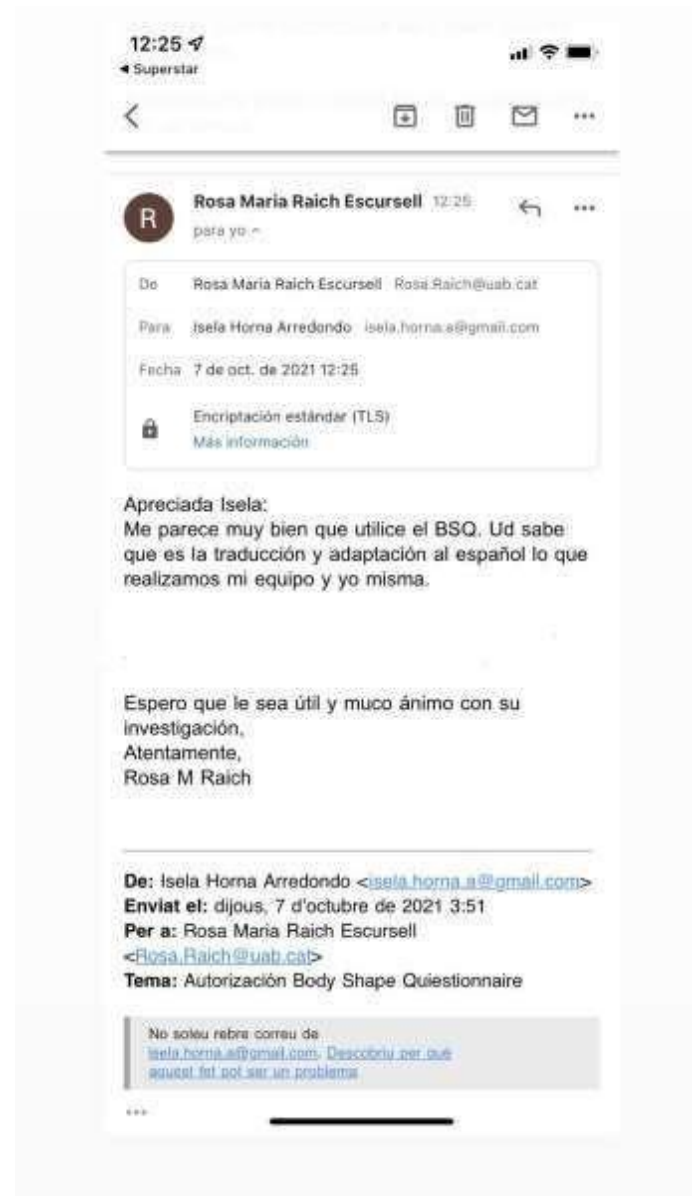 12:25
◄ Superstar
R
Rosa Maria Raich Escursell 12:25
para yo
De Rosa Maria Raich Escursell Rosa.Raich@uab.cat
Para Isela Horna Arredondo isela.horna.a@gmail.com
Fecha 7 de oct. de 2021 12:25
Encriptación estándar (TLS)
Más información
Apreciada Isela:
Me parece muy bien que utilice el BSQ. Ud sabe
que es la traducción y adaptación al español lo que
realizamos mi equipo y yo misma.
Espero que le sea útil y muco ánimo con su
investigación,
Atentamente,
Rosa M Raich
De: Isela Horna Arredondo <isela.horna.a@gmail.com>
Enviat el: dijous, 7 d'octubre de 2021 3:51
Per a: Rosa Maria Raich Escursell
<Rosa.Raich@uab.cat>
Tema: Autorización Body Shape Quiestionnaire
No soleu rebre correu de
isela.horna.a@gmail.com. Descobriu per què
aquest fet pot ser un problema